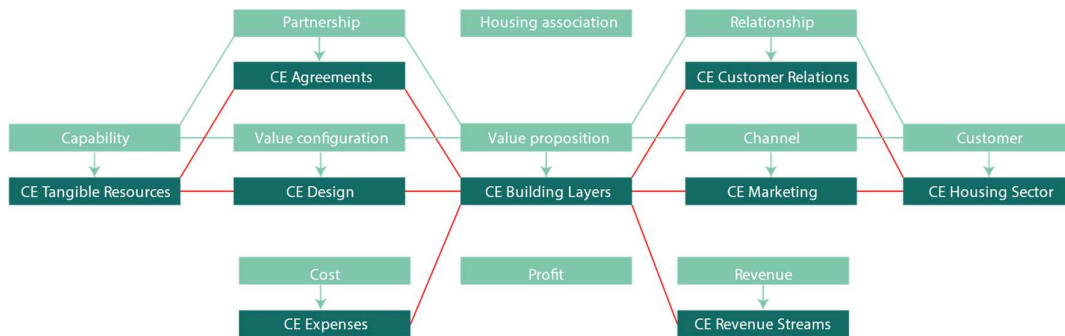 Partnership
Housing association
Relationship
CE Agreements
CE Customer Relations
Capability
Value configuration
Value proposition
Channel
Customer
CE Tangible Resources
CE Design
CE Building Layers
CE Marketing
CE Housing Sector
Cost
Profit
Revenue
CE Expenses
CE Revenue Streams